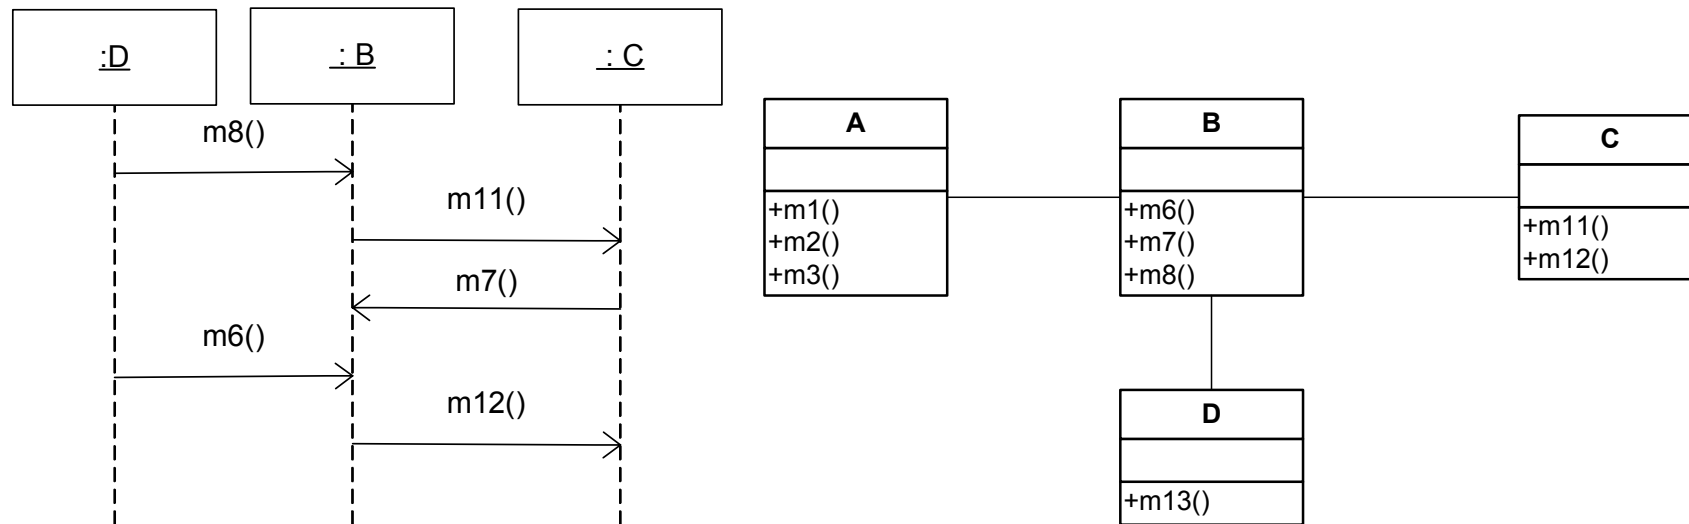 :D
: B
: C
m8()
m11()
m7()
m6()
m12()
A
+m1()
+m2()
+m3()
B
+m6()
+m7()
+m8()
C
+m11()
+m12()
D
+m13()